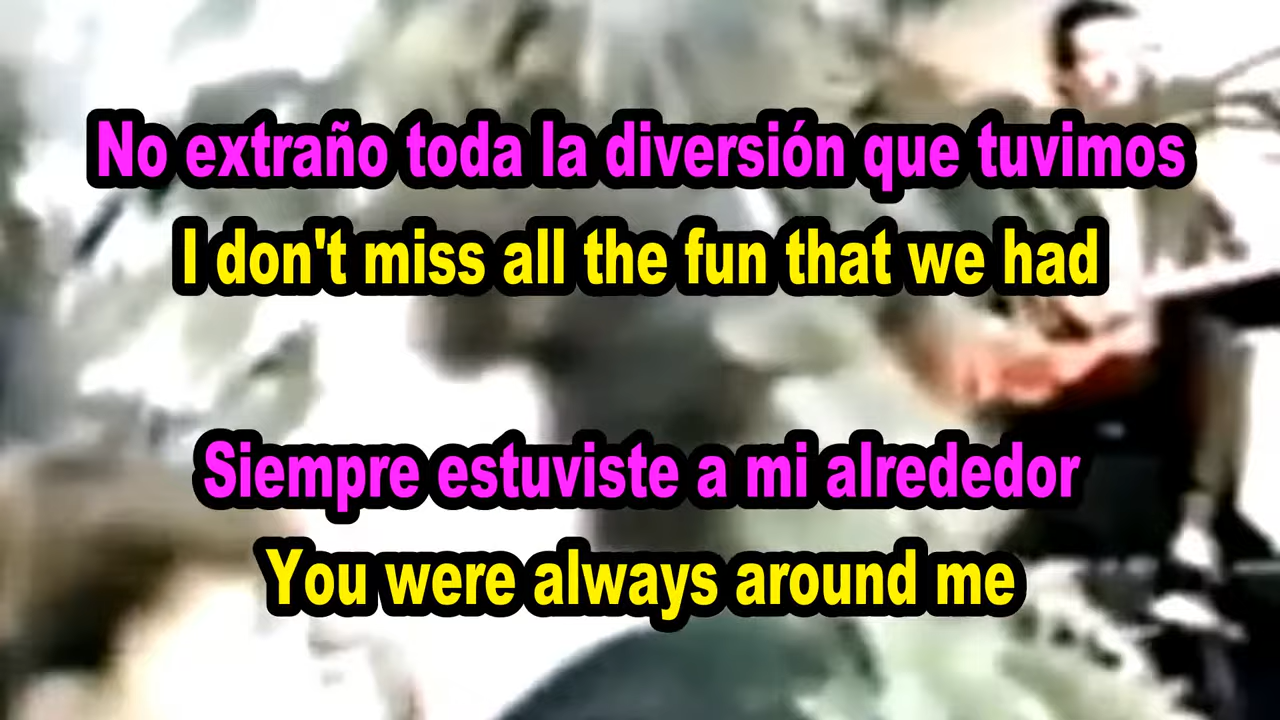 No extraño toda la diversión que tuvimos
I don't miss all the fun that we had
Siempre estuviste a mi alrededor
You were always around me